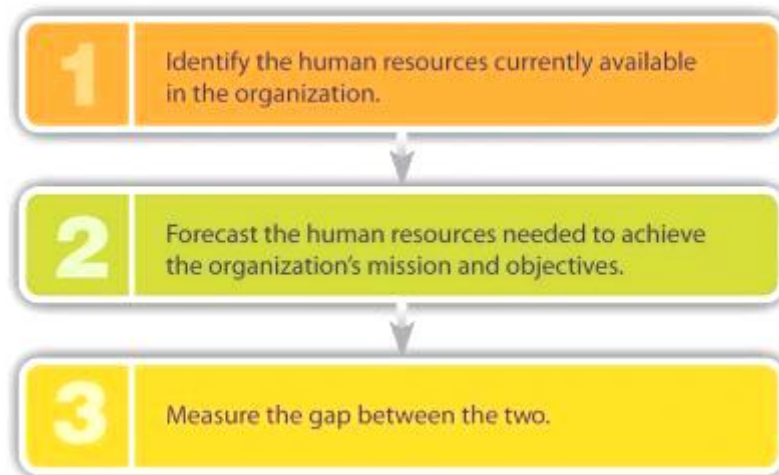 1
Identify the human resources currently available
in the organization.
2
Forecast the human resources needed to achieve
the organization's mission and objectives.
3
Measure the gap between the two.